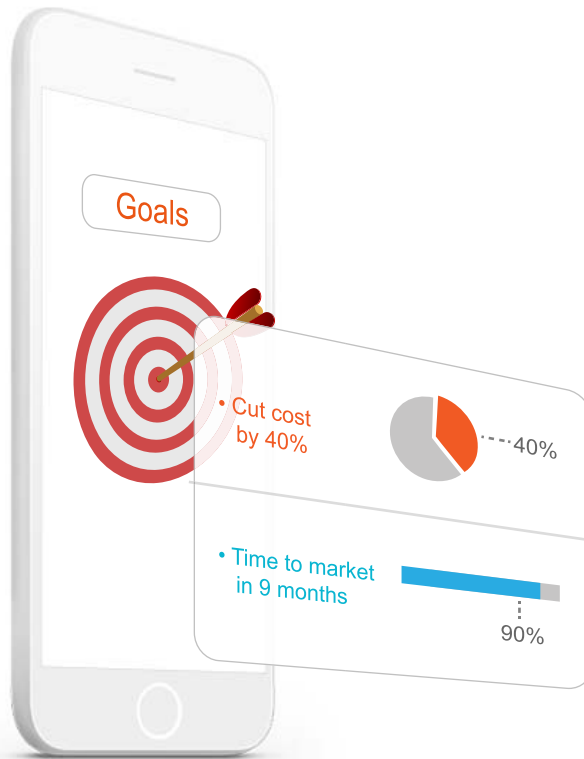 Goals
• Cut cost
by 40%
40%
• Time to market
in 9 months
90%